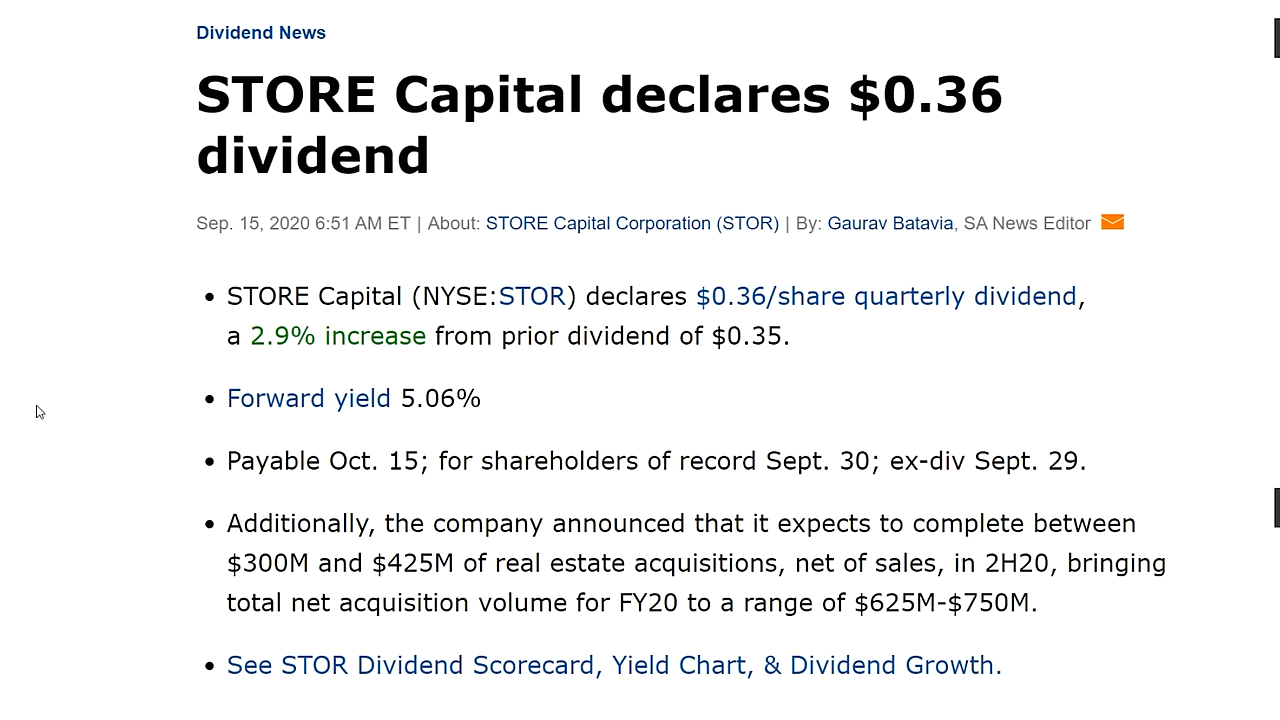 Dividend News
STORE Capital declares $0.36
dividend
Sep. 15, 2020 6:51 AM ET | About: STORE Capital Corporation (STOR) | By: Gaurav Batavia, SA News Editor
• STORE Capital (NYSE:STOR) declares $0.36/share quarterly dividend,
a 2.9% increase from prior dividend of $0.35.
• Forward yield 5.06%
• Payable Oct. 15; for shareholders of record Sept. 30; ex-div Sept. 29.
• Additionally, the company announced that it expects to complete between
$300M and $425M of real estate acquisitions, net of sales, in 2H20, bringing
total net acquisition volume for FY20 to a range of $625M-$750M.
• See STOR Dividend Scorecard, Yield Chart, & Dividend Growth.